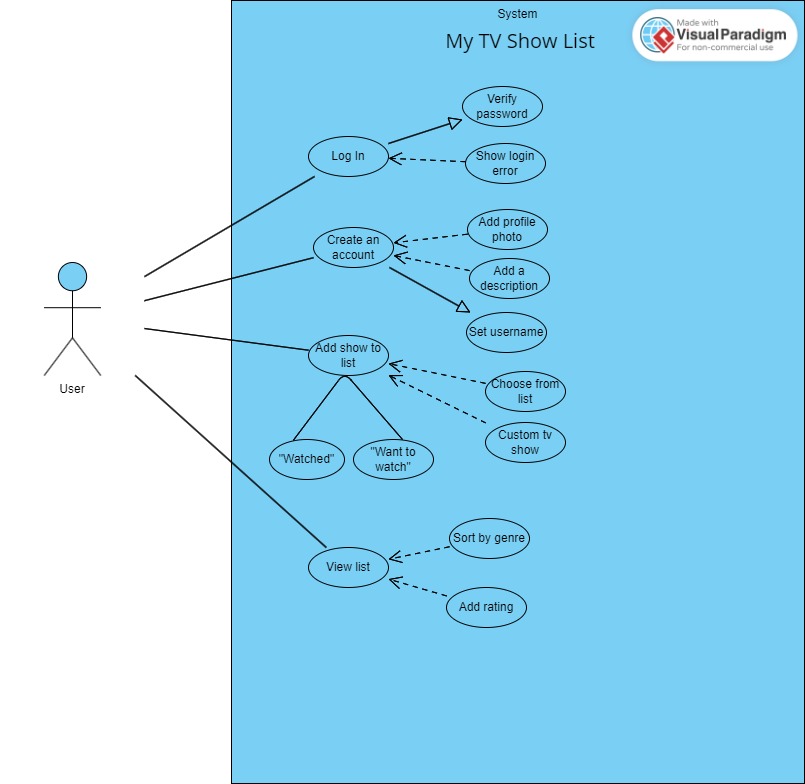 System
My TV Show List
Made with
Visual Paradigm
For non-commercial use
Verify
password
Log In
Show login
error
Add profile
photo
Create an
account
Add a
description
User
Set username
Add show to
list
Choose from
list
Custom tv
show
"Watched"
"Want to
watch"
Sort by genre
View list
Add rating